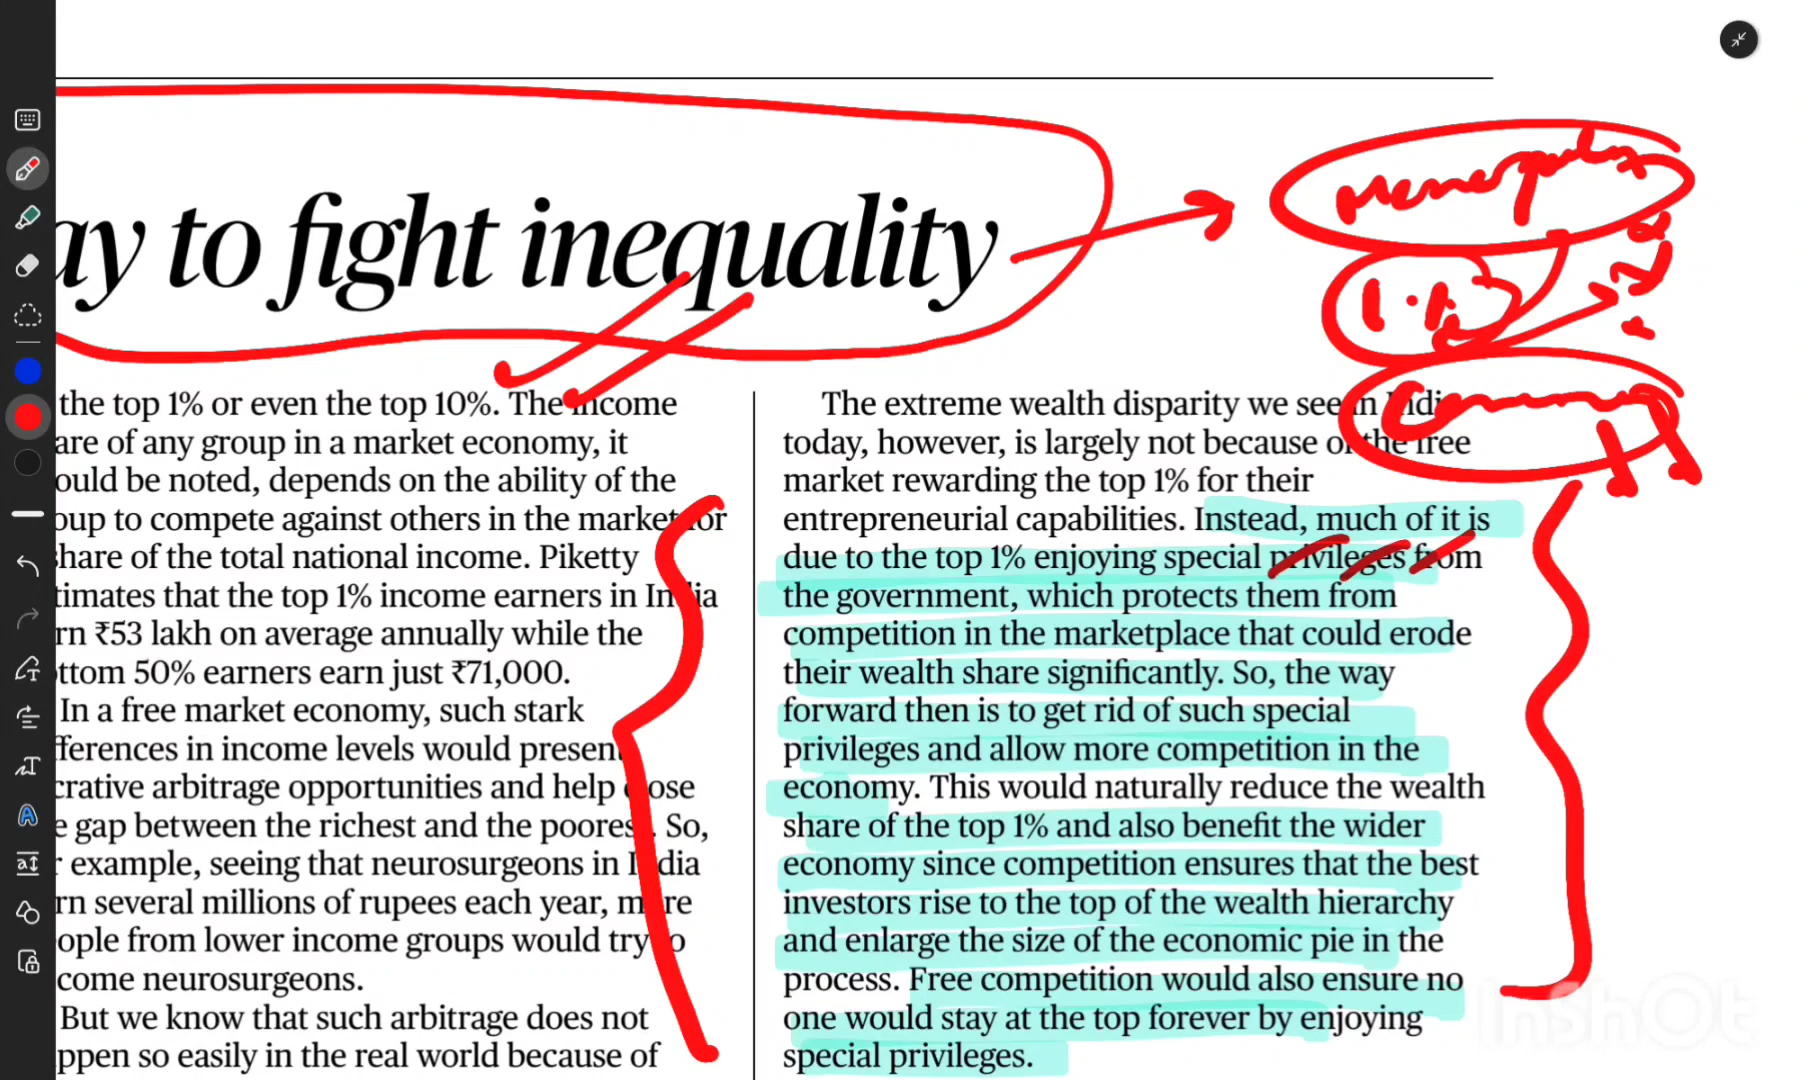 ay to fight inequality
Monopoly
1%
the top 1% or even the top 10%. The income
are of any group in a market economy, it
ould be noted, depends on the ability of the
oup to compete against others in the market for
share of the total national income. Piketty
timates that the top 1% income earners in India
rn ₹53 lakh on average annually while the
ottom 50% earners earn just ₹71,000.
In a free market economy, such stark
fferences in income levels would present
crative arbitrage opportunities and help close
e gap between the richest and the poorest. So,
r example, seeing that neurosurgeons in India
rn several millions of rupees each year, more
ople from lower income groups would try to
come neurosurgeons.
But we know that such arbitrage does not
ppen so easily in the real world because of
The extreme wealth disparity we see in India
today, however, is largely not because of the free
market rewarding the top 1% for their
entrepreneurial capabilities. Instead, much of it is
due to the top 1% enjoying special privileges from
the government, which protects them from
competition in the marketplace that could erode
their wealth share significantly. So, the way
forward then is to get rid of such special
privileges and allow more competition in the
economy. This would naturally reduce the wealth
share of the top 1% and also benefit the wider
economy since competition ensures that the best
investors rise to the top of the wealth hierarchy
and enlarge the size of the economic pie in the
process. Free competition would also ensure no
one would stay at the top forever by enjoying
special privileges.
InShOt